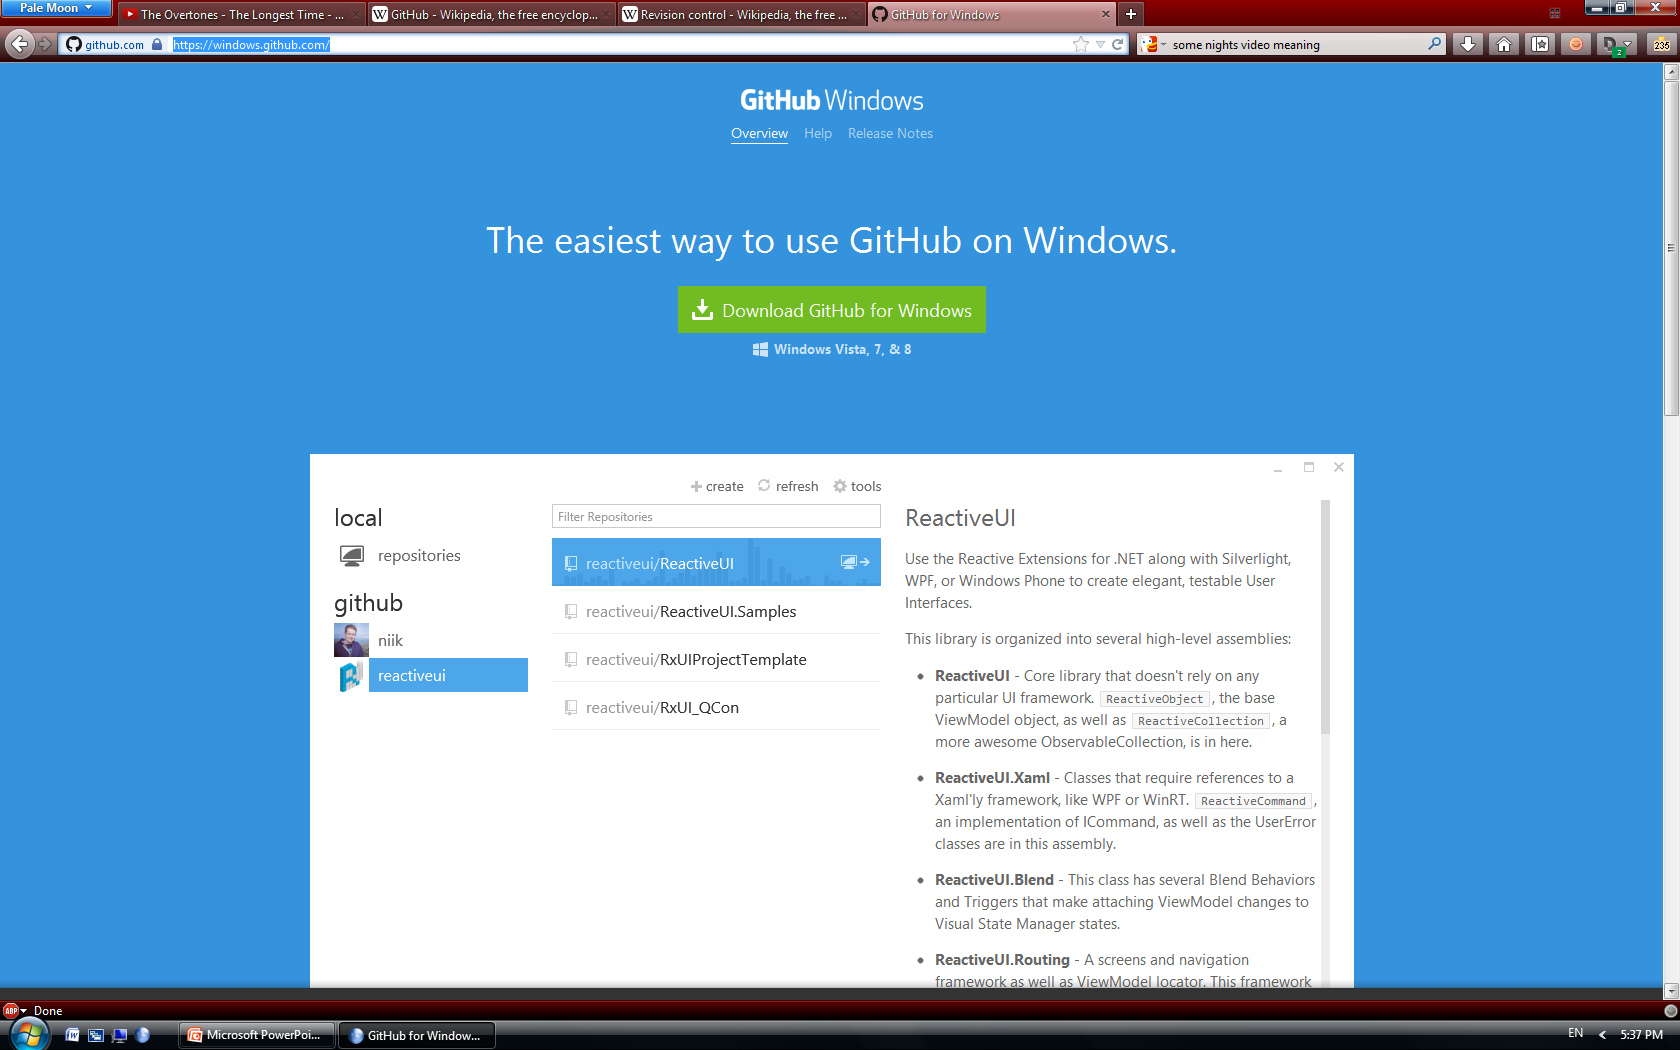 Pale Moon
The Overtones - The Longest Time - ...
GitHub - Wikipedia, the free encyclop...
Revision control - Wikipedia, the free ...
GitHub for Windows
github.com
https://windows.github.com/
some nights video meaning
D
2
235
GitHub Windows
Overview
Help
Release Notes
The easiest way to use GitHub on Windows.
Download GitHub for Windows
Windows Vista, 7, & 8
create
refresh
tools
local
repositories
github
niik
reactiveui
Filter Repositories
reactiveui/ReactiveUI
reactiveui/ReactiveUI.Samples
reactiveui/RxUIProjectTemplate
reactiveui/RxUI_QCon
ReactiveUI
Use the Reactive Extensions for .NET along with Silverlight,
WPF, or Windows Phone to create elegant, testable User
Interfaces.
This library is organized into several high-level assemblies:
ReactiveUI - Core library that doesn't rely on any
particular UI framework. ReactiveObject, the base
ViewModel object, as well as ReactiveCollection, a
more awesome ObservableCollection, is in here.
ReactiveUI.Xaml - Classes that require references to a
Xaml'ly framework, like WPF or WinRT. ReactiveCommand,
an implementation of ICommand, as well as the UserError
classes are in this assembly.
ReactiveUI.Blend - This class has several Blend Behaviors
and Triggers that make attaching ViewModel changes to
Visual State Manager states.
ReactiveUI.Routing - A screens and navigation
framework as well as ViewModel locator. This framework
ABP
Done
Microsoft PowerPoi...
GitHub for Window...
EN
5:37 PM